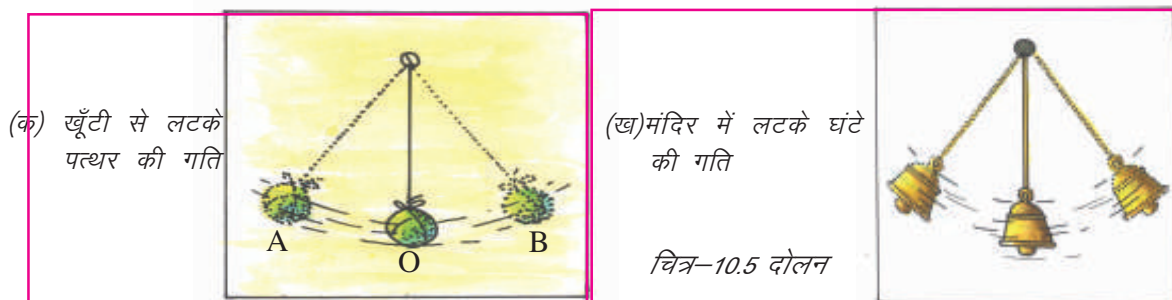 (क) खूँटी से लटके
पत्थर की गति
A
O
B
(ख)मंदिर में लटके घंटे
की गति
चित्र–10.5 दोलन